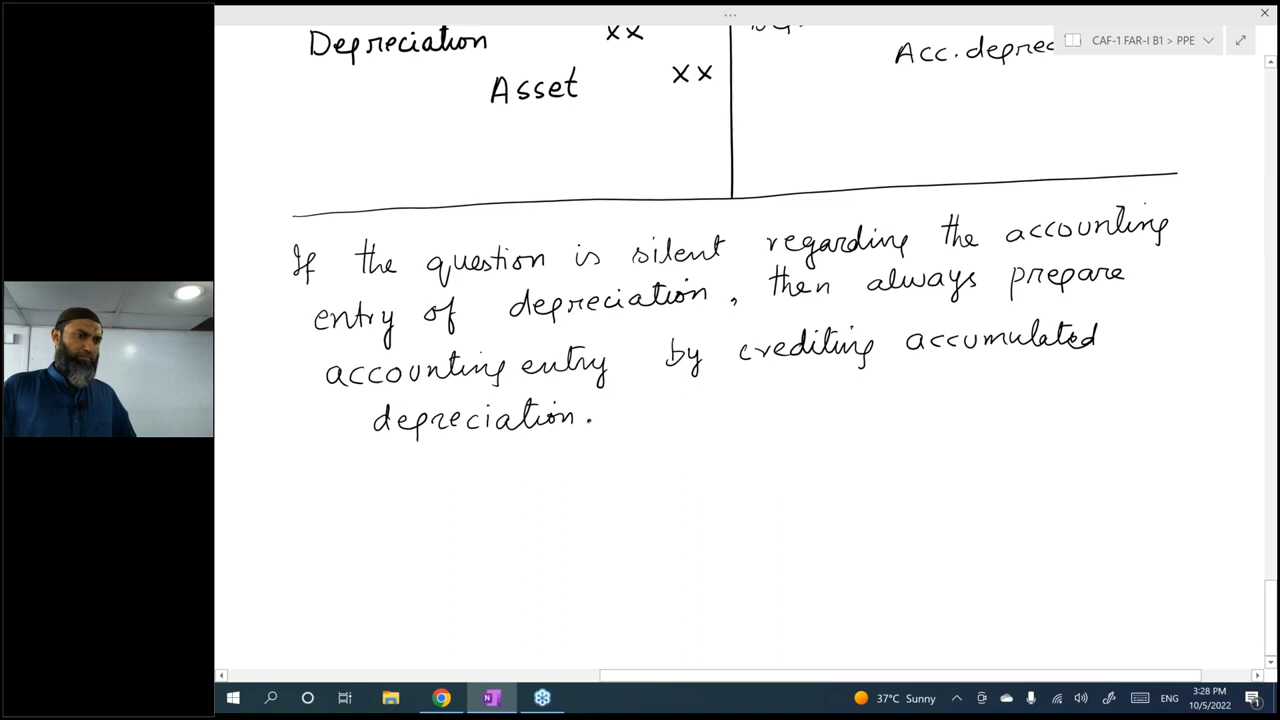 CAF-1 FAR-I B1 > PPE
Depreciation xx
Acc.deprec
Asset xx
If the question is silent regarding the accounting
entry of depreciation, then always prepare
accounting entry by crediting accumulated
depreciation.
37°C Sunny
ENG
3:28 PM
10/5/2022
1